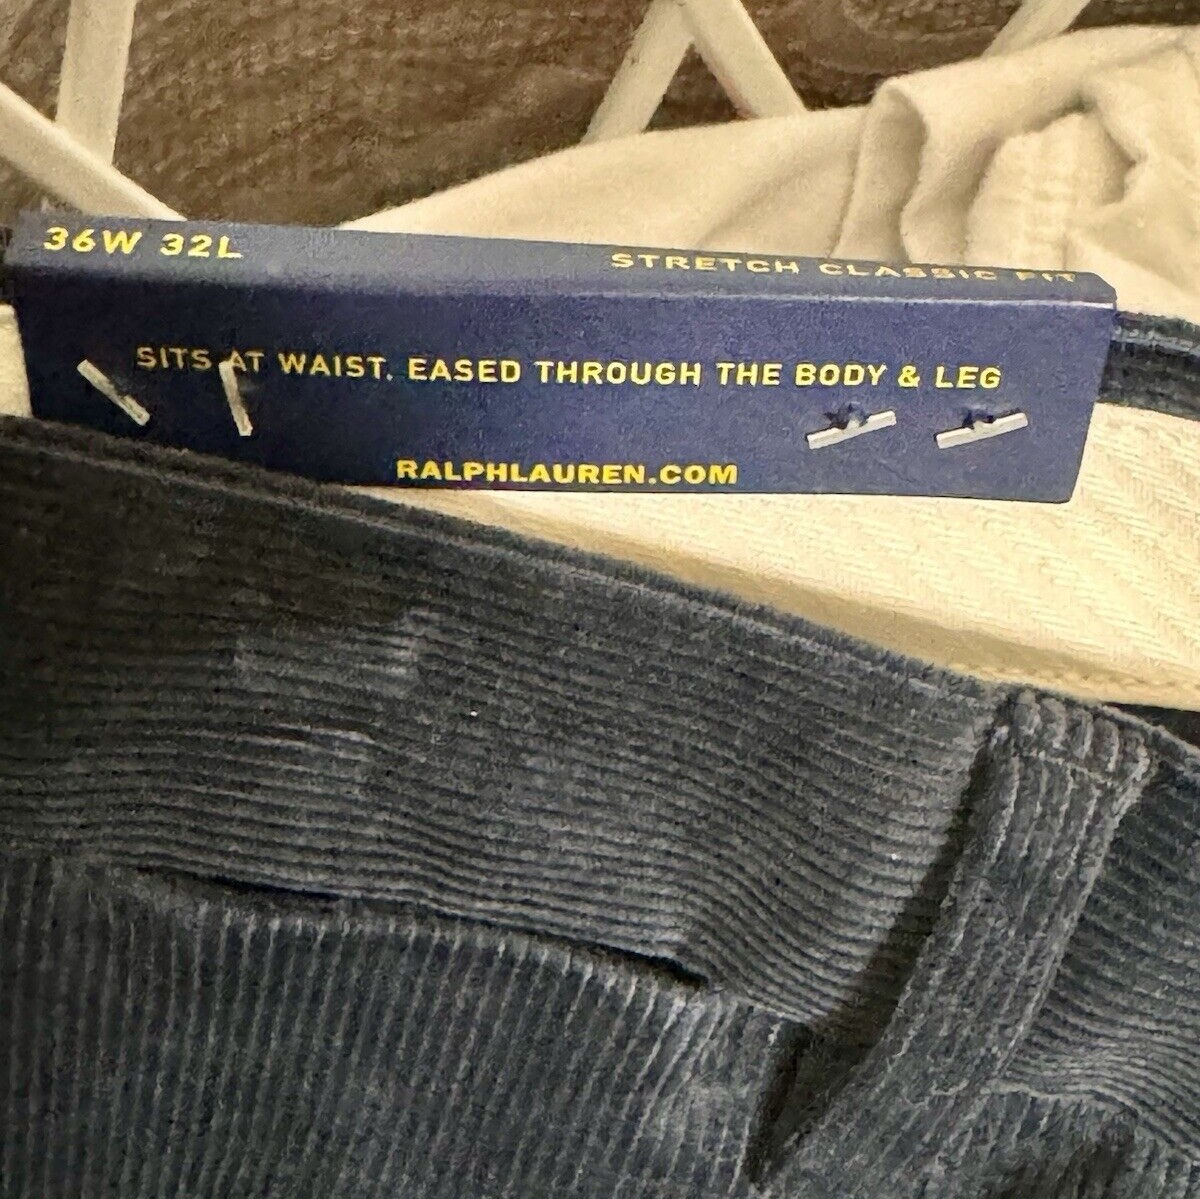 36W 32L
STRETCH CLASSIC FIT
SITS AT WAIST. EASED THROUGH THE BODY & LEG
RALPHLAUREN.COM